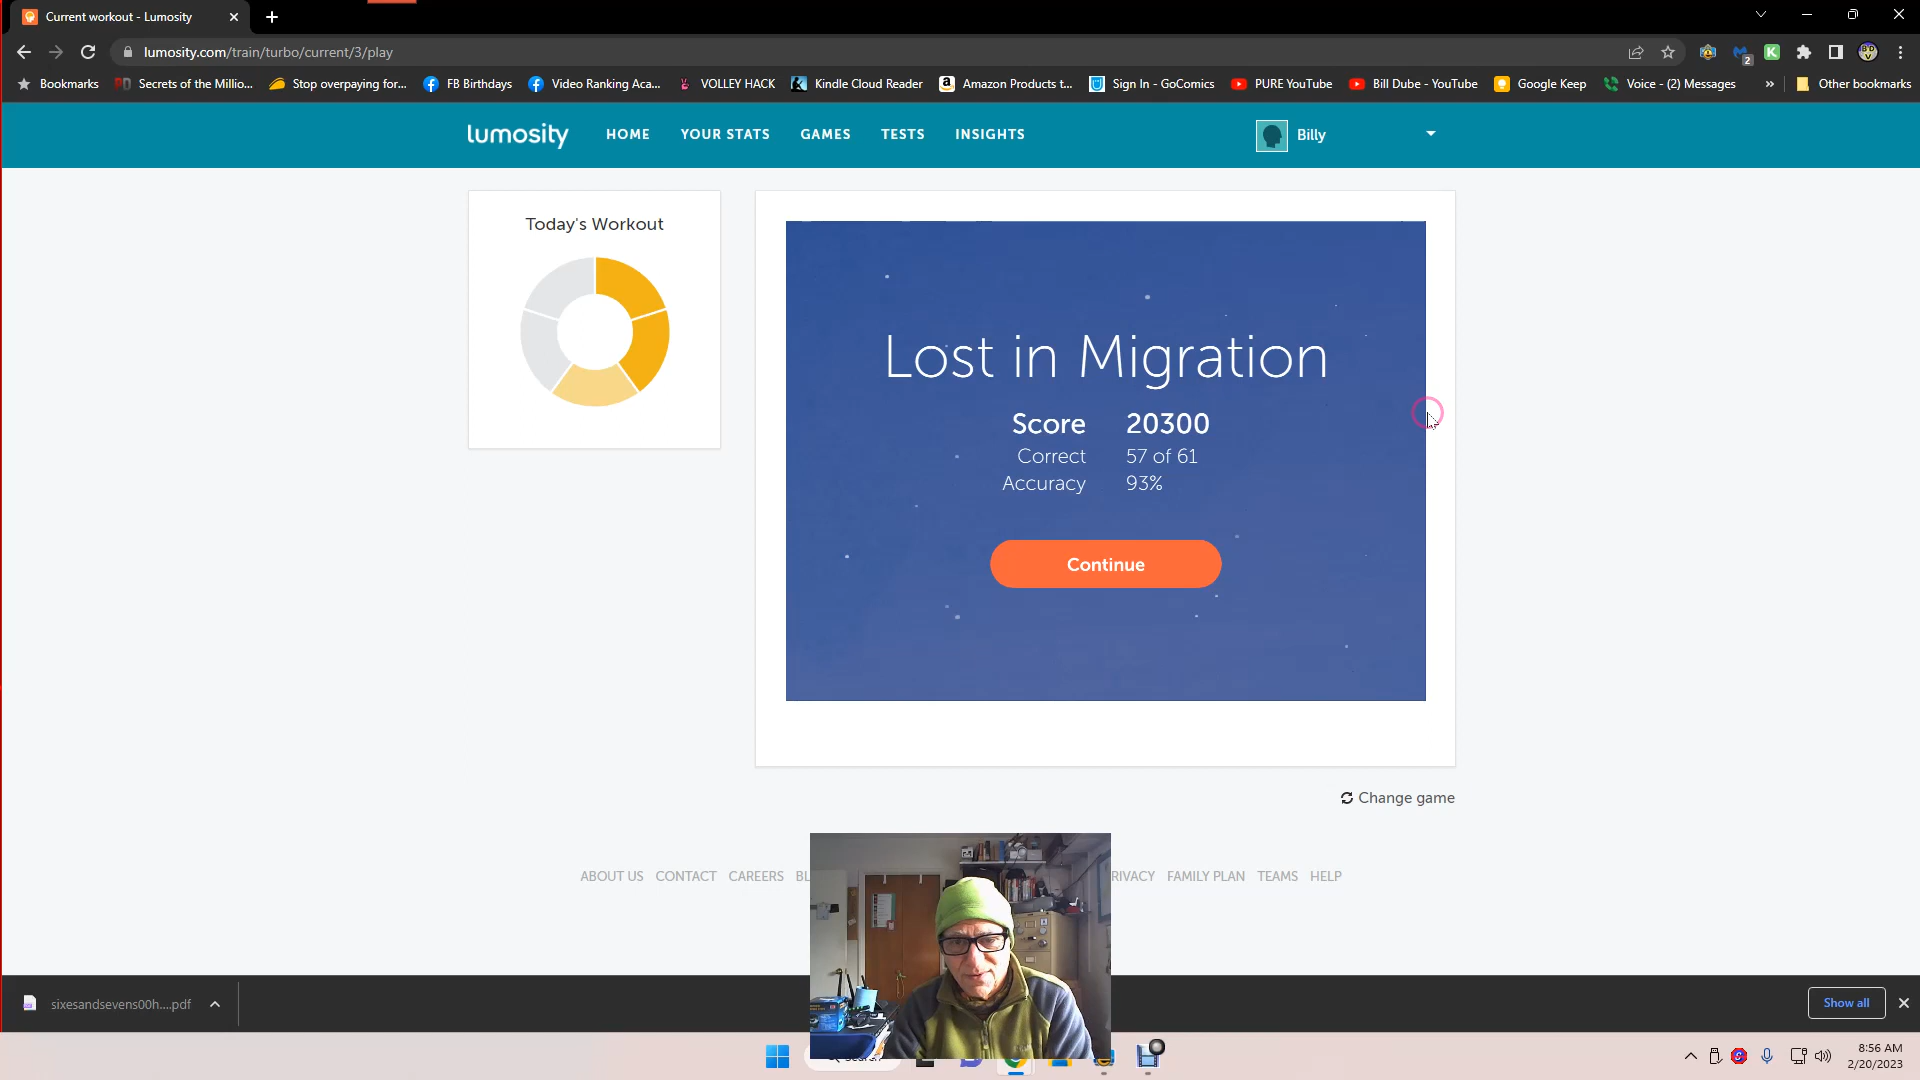 Current workout - Lumosity
lumosity.com/train/turbo/current/3/play
2
Bookmarks
Secrets of the Millio...
Stop overpaying for...
FB Birthdays
Video Ranking Aca...
VOLLEY HACK
Kindle Cloud Reader
Amazon Products t...
Sign In - GoComics
PURE YouTube
Bill Dube - YouTube
Google Keep
Voice - (2) Messages
»
Other bookmarks
lumosity
HOME
YOUR STATS
GAMES
TESTS
INSIGHTS
Billy
Today's Workout
Lost in Migration
Score 20300
Correct 57 of 61
Accuracy 93%
Continue
Change game
ABOUT US CONTACT CAREERS BL
RIVACY FAMILY PLAN TEAMS HELP
sixesandsevens00h....pdf
Show all
8:56 AM
2/20/2023